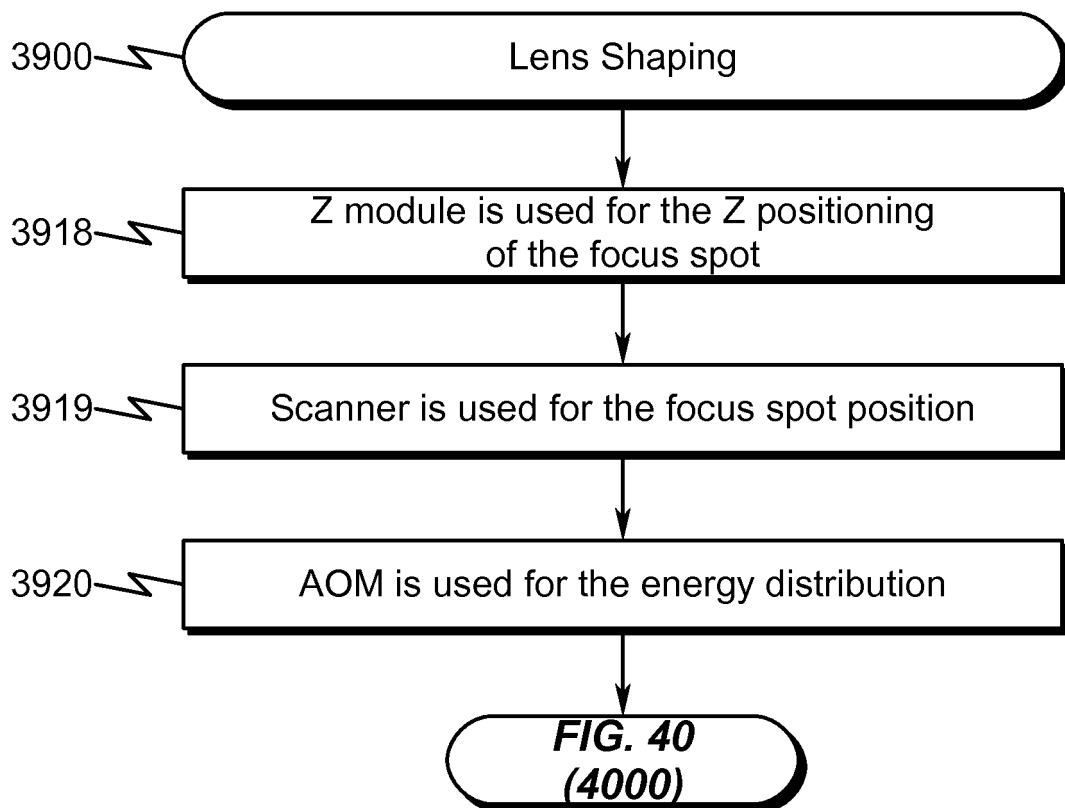 3900
Lens Shaping
3918
Z module is used for the Z positioning
of the focus spot
3919
Scanner is used for the focus spot position
3920
AOM is used for the energy distribution
FIG. 40
(4000)